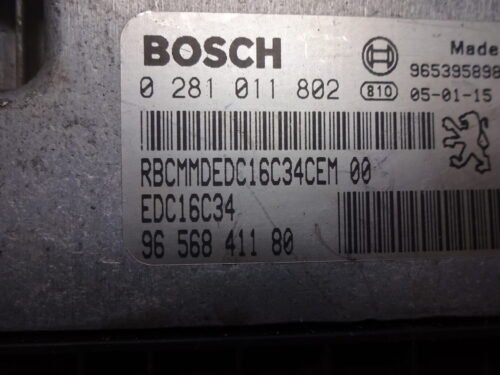 BOSCH
Made
0 281 011 802
965395898
810
05-01-15
RBCMMDEDC16C34CEM 00
EDC16C34
96 568 411 80